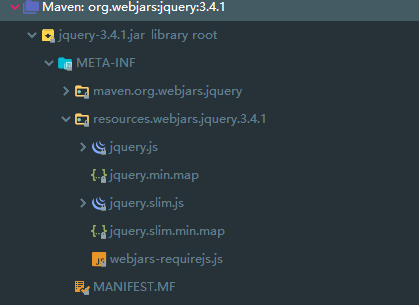 Maven: org.webjars:jquery:3.4.1
jquery-3.4.1.jar library root
META-INF
maven.org.webjars.jquery
resources.webjars.jquery.3.4.1
jquery.js
jquery.min.map
jquery.slim.js
jquery.slim.min.map
webjars-requirejs.js
MANIFEST.MF